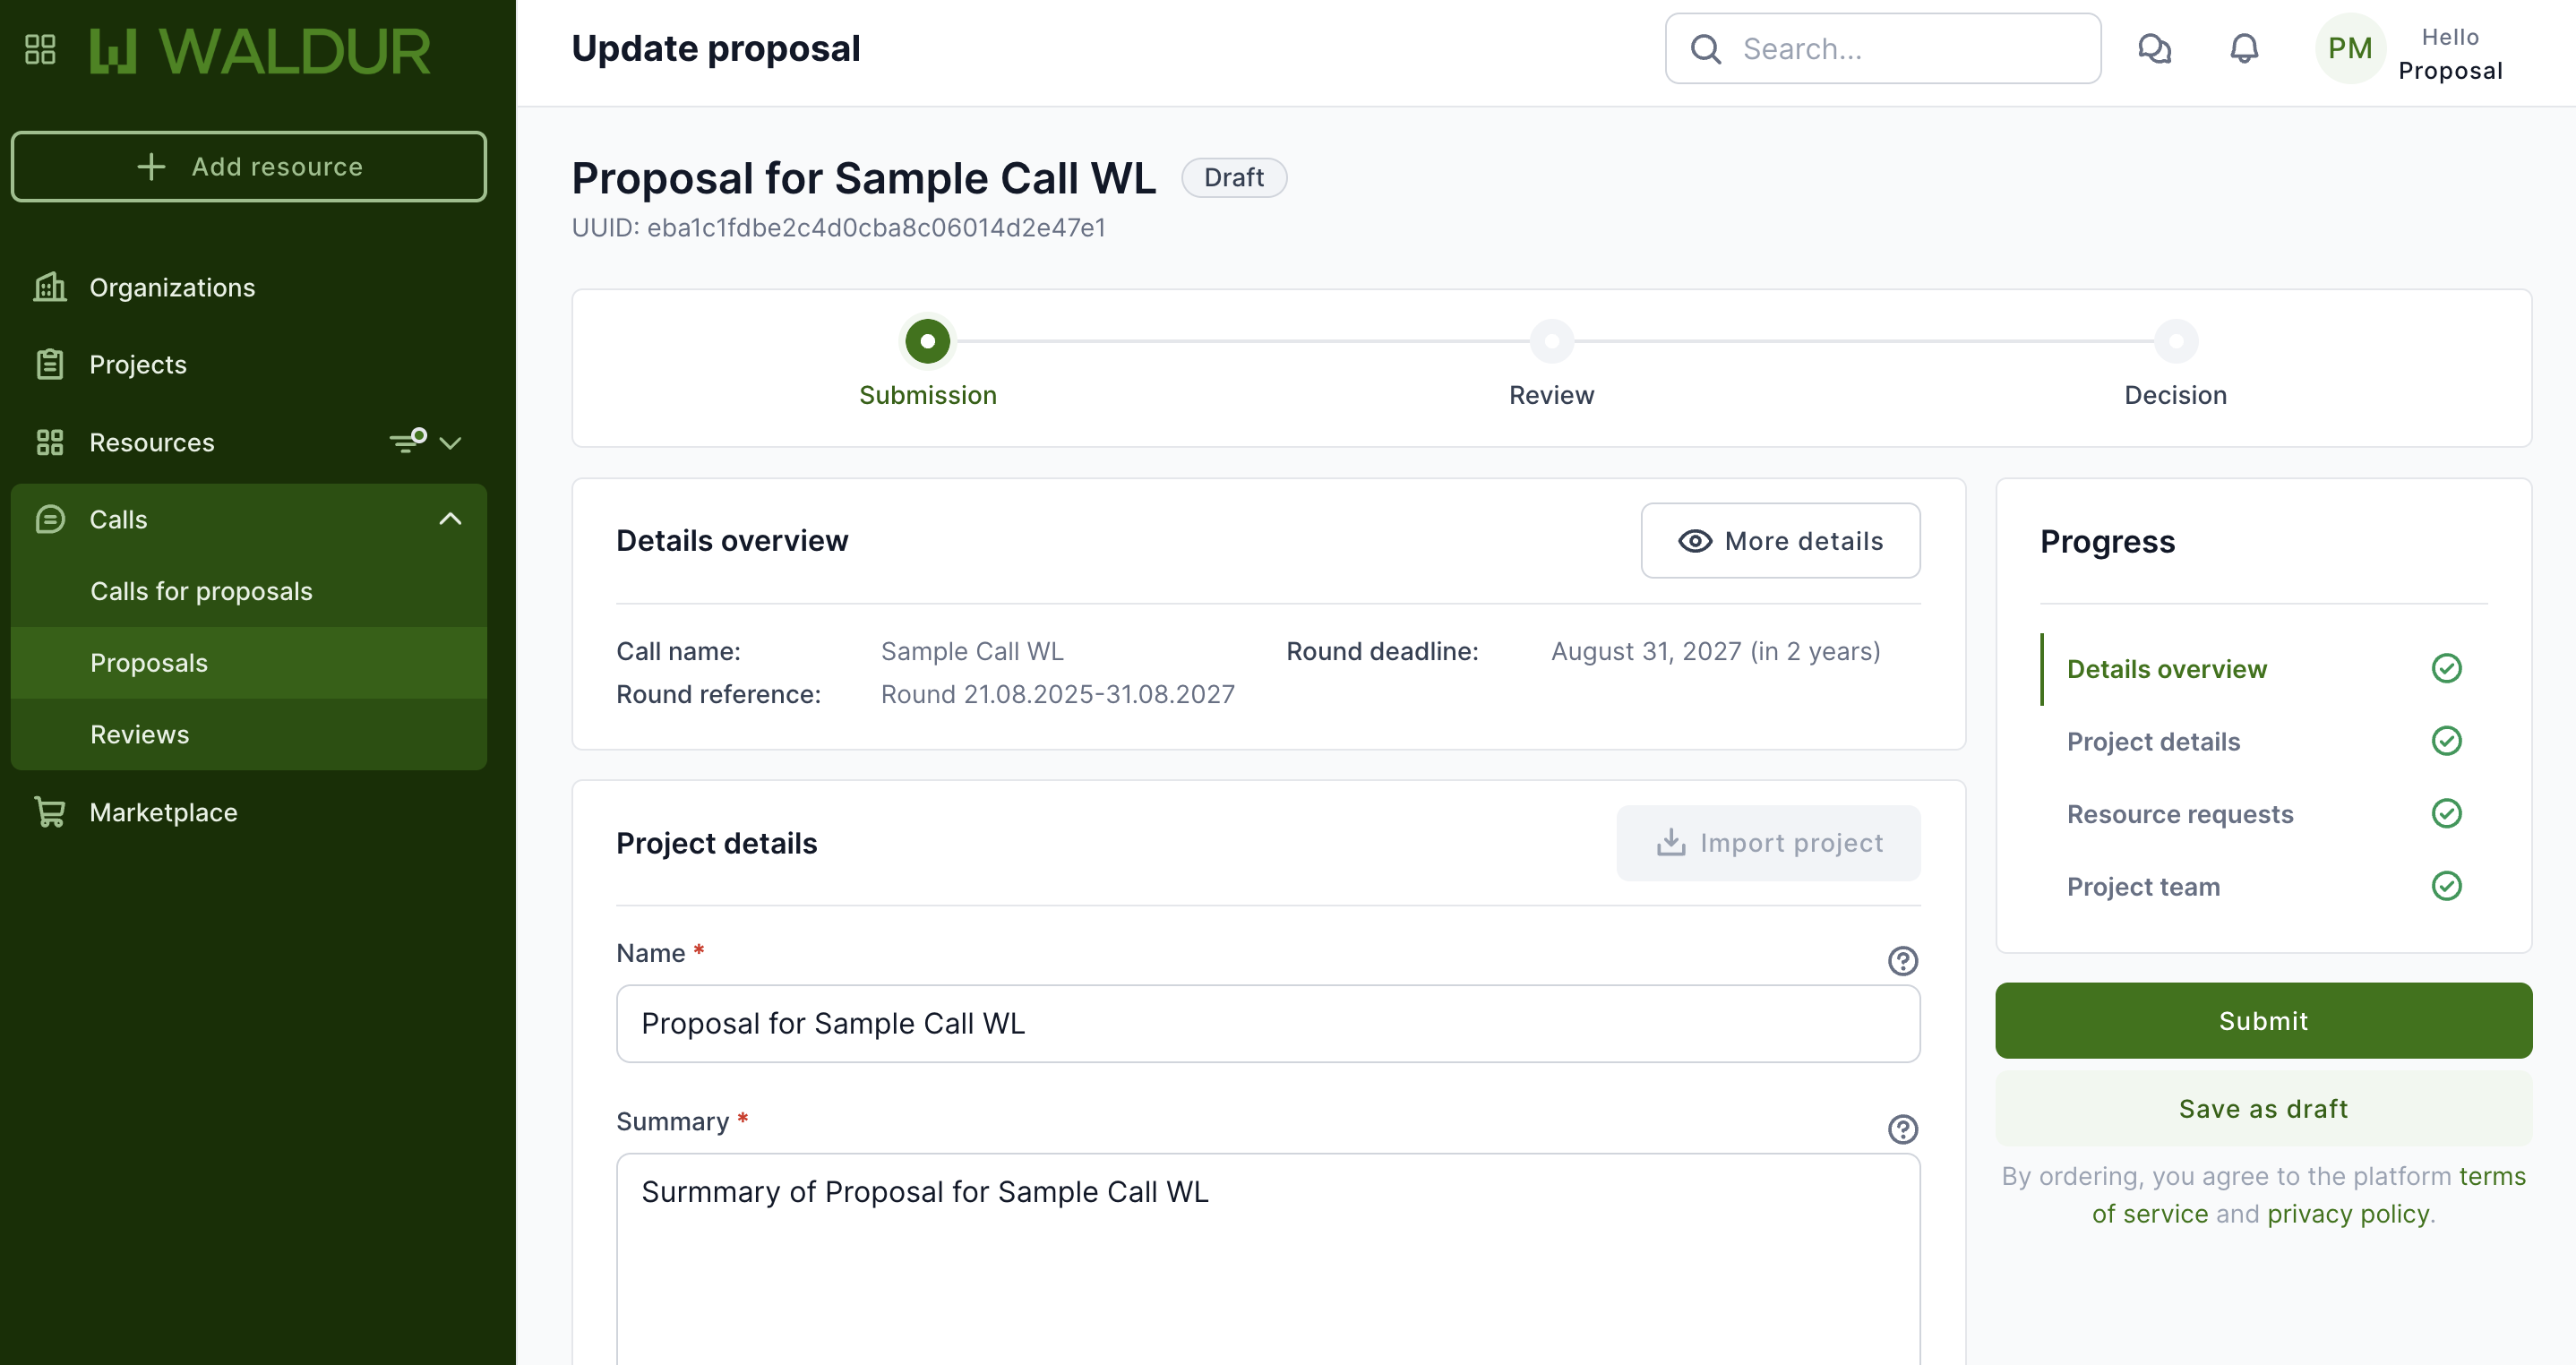 WALDUR
Add resource
Organizations
Projects
Resources
Calls
Calls for proposals
Proposals
Reviews
Marketplace
Update proposal
Search...
PM
Hello
Proposal
Proposal for Sample Call WL
Draft
UUID: eba1c1fdbe2c4d0cba8c06014d2e47e1
Submission
Review
Decision
Details overview
More details
Call name: Sample Call WL
Round deadline: August 31, 2027 (in 2 years)
Round reference: Round 21.08.2025-31.08.2027
Project details
Import project
Name *
Proposal for Sample Call WL
Summary *
Surmmary of Proposal for Sample Call WL
Progress
Details overview
Project details
Resource requests
Project team
Submit
Save as draft
By ordering, you agree to the platform terms
of service and privacy policy.